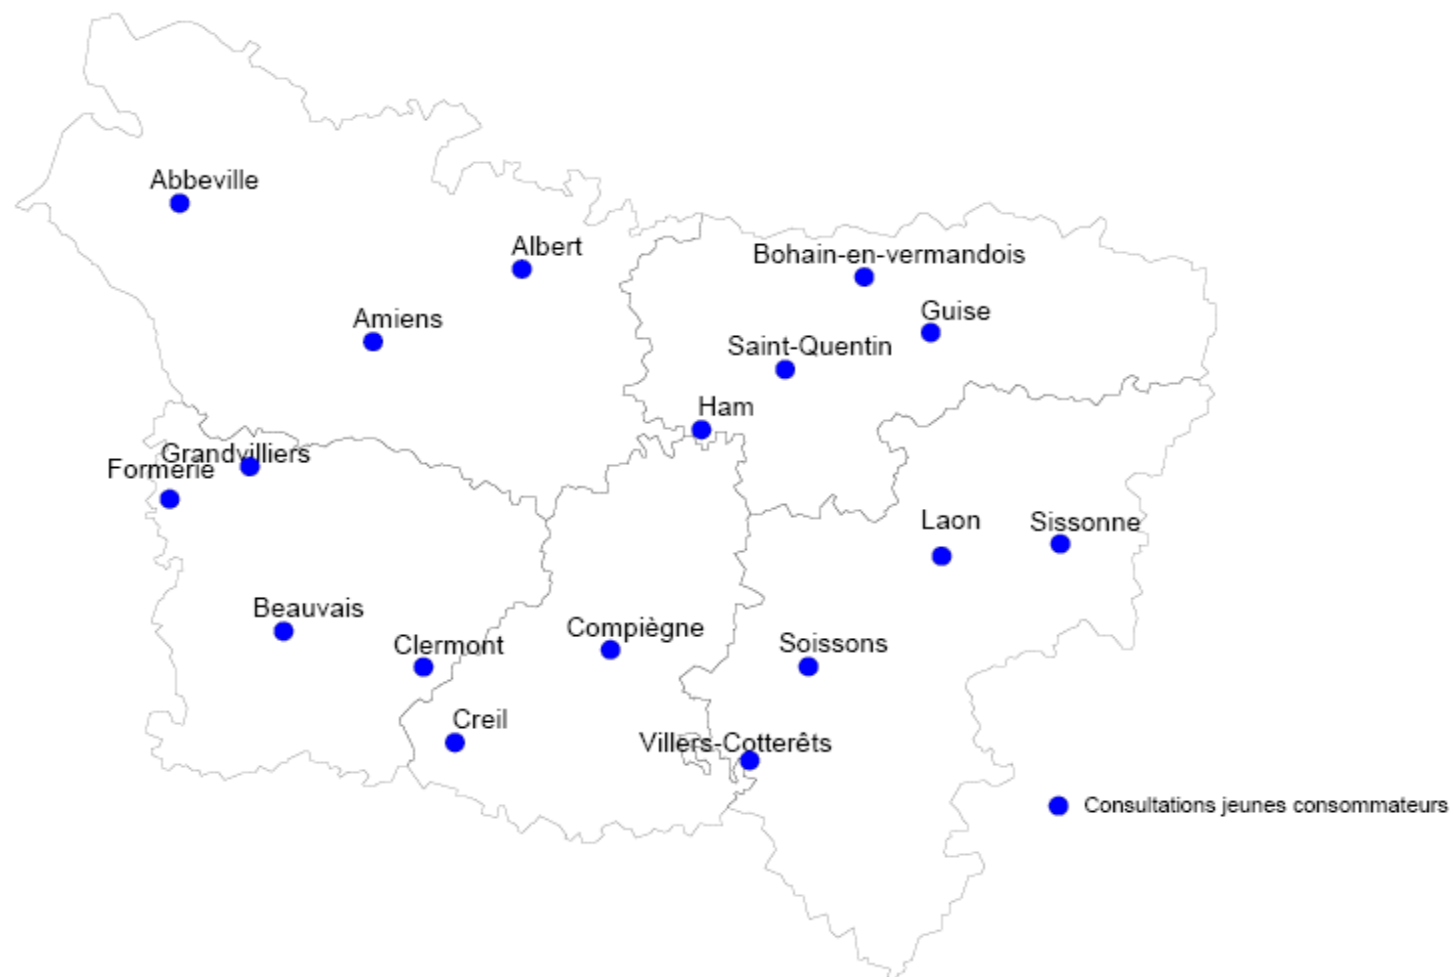 Abbeville
Albert
Bohain-en-vermandois
Amiens
Guise
Saint-Quentin
Ham
Grandvilliers
Formerie
Laon
Sissonne
Beauvais
Clermont
Compiègne
Soissons
Creil
Villers-Cotterêts
Consultations jeunes consommateurs